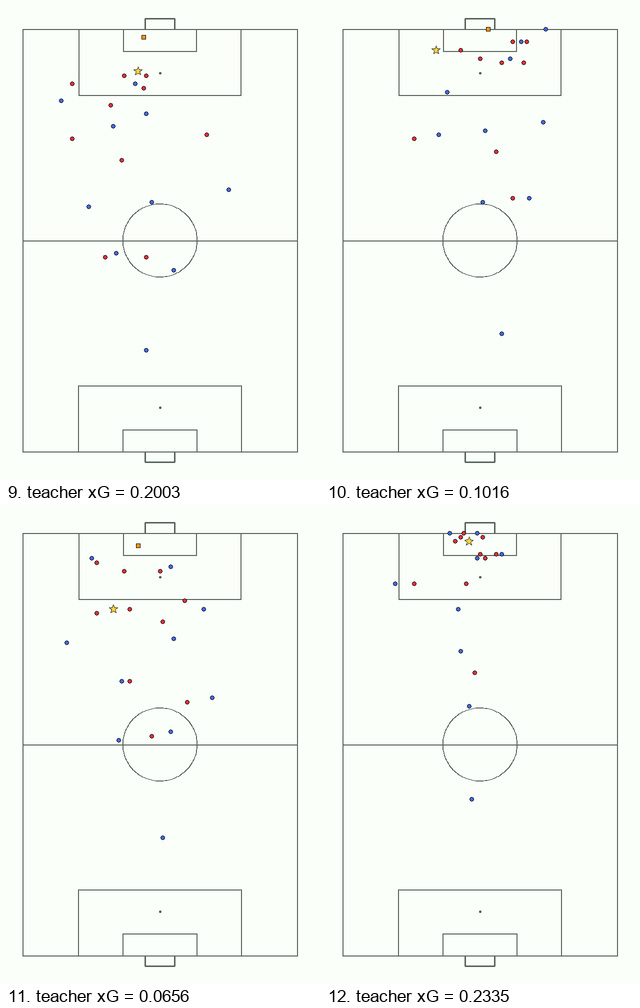 9. teacher xG = 0.2003
10. teacher xG = 0.1016
11. teacher xG = 0.0656
12. teacher xG = 0.2335